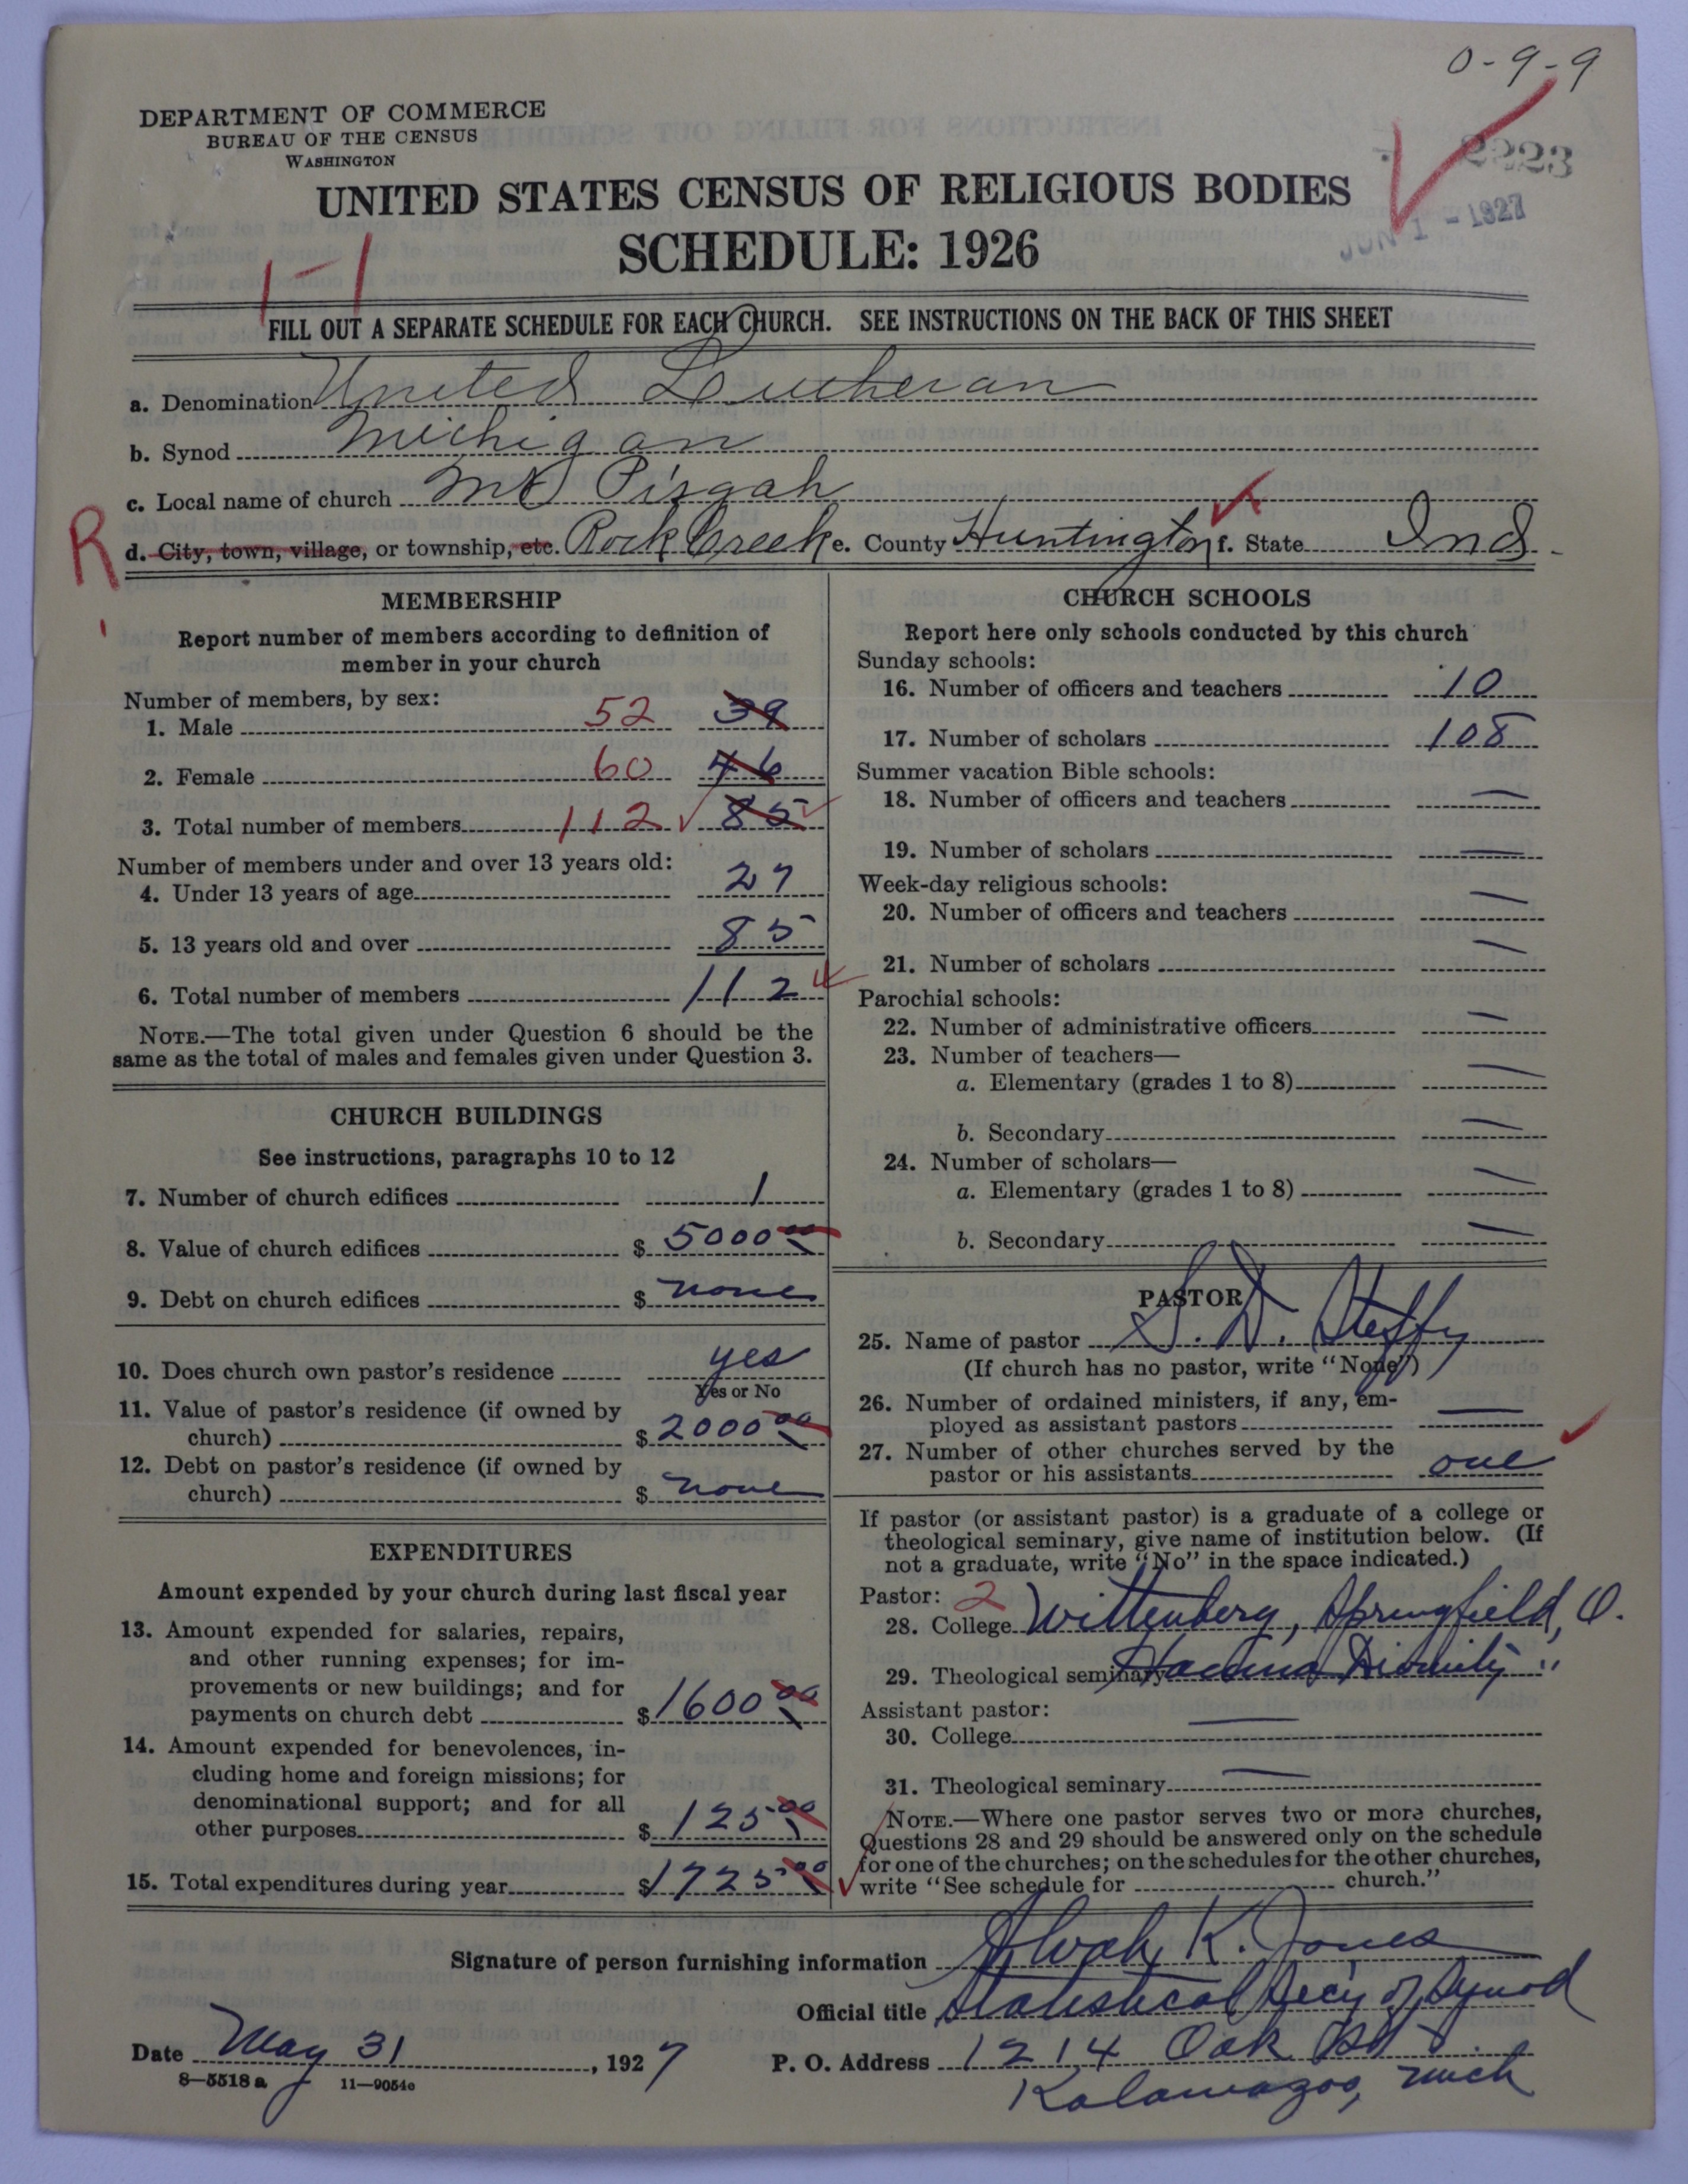 0-9-9
DEPARTMENT OF COMMERCE
BUREAU OF THE CENSUS
WASHINGTON
2223
JUN 1 - 1927
UNITED STATES CENSUS OF RELIGIOUS BODIES
SCHEDULE: 1926
1-1
FILL OUT A SEPARATE SCHEDULE FOR EACH CHURCH. SEE INSTRUCTIONS ON THE BACK OF THIS SHEET
a. Denomination United Lutheran
b. Synod Michigan
c. Local name of church Mt Pisgah
R d. City, town, village, or township, etc. Rock Creek e. County Huntington f. State Ind.
MEMBERSHIP
Report number of members according to definition of
member in your church
Number of members, by sex:
1. Male 52 39
2. Female 60 46
3. Total number of members 112 85
Number of members under and over 13 years old:
4. Under 13 years of age 27
5. 13 years old and over 85
6. Total number of members 112
NOTE.—The total given under Question 6 should be the
same as the total of males and females given under Question 3.
CHURCH BUILDINGS
See instructions, paragraphs 10 to 12
7. Number of church edifices 1
8. Value of church edifices $ 5000 00
9. Debt on church edifices $ none
10. Does church own pastor's residence yes
Yes or No
11. Value of pastor's residence (if owned by
church) $ 2000 00
12. Debt on pastor's residence (if owned by
church) $ none
EXPENDITURES
Amount expended by your church during last fiscal year
13. Amount expended for salaries, repairs,
and other running expenses; for im-
provements or new buildings; and for
payments on church debt $ 1600 00
14. Amount expended for benevolences, in-
cluding home and foreign missions; for
denominational support; and for all
other purposes $ 125 00
15. Total expenditures during year $ 1725 00
CHURCH SCHOOLS
Report here only schools conducted by this church
Sunday schools:
16. Number of officers and teachers 10
17. Number of scholars 108
Summer vacation Bible schools:
18. Number of officers and teachers —
19. Number of scholars —
Week-day religious schools:
20. Number of officers and teachers —
21. Number of scholars —
Parochial schools:
22. Number of administrative officers —
23. Number of teachers—
a. Elementary (grades 1 to 8) —
b. Secondary —
24. Number of scholars—
a. Elementary (grades 1 to 8) —
b. Secondary —
PASTOR
25. Name of pastor S. D. Steffy
(If church has no pastor, write "None")
26. Number of ordained ministers, if any, em-
ployed as assistant pastors —
27. Number of other churches served by the
pastor or his assistants one
If pastor (or assistant pastor) is a graduate of a college or
theological seminary, give name of institution below. (If
not a graduate, write "No" in the space indicated.)
Pastor: 2
28. College Wittenberg, Springfield, O.
29. Theological seminary Hamma Divinity "
Assistant pastor:
30. College —
31. Theological seminary —
NOTE.—Where one pastor serves two or more churches,
Questions 28 and 29 should be answered only on the schedule
for one of the churches; on the schedules for the other churches,
write "See schedule for church."
Signature of person furnishing information Alvah K. Jones
Official title Statistical Sec'y of Synod
Date May 31, 1927 P. O. Address 1214 Oak St
8-5518 a 11-9054c Kalamazoo, Mich